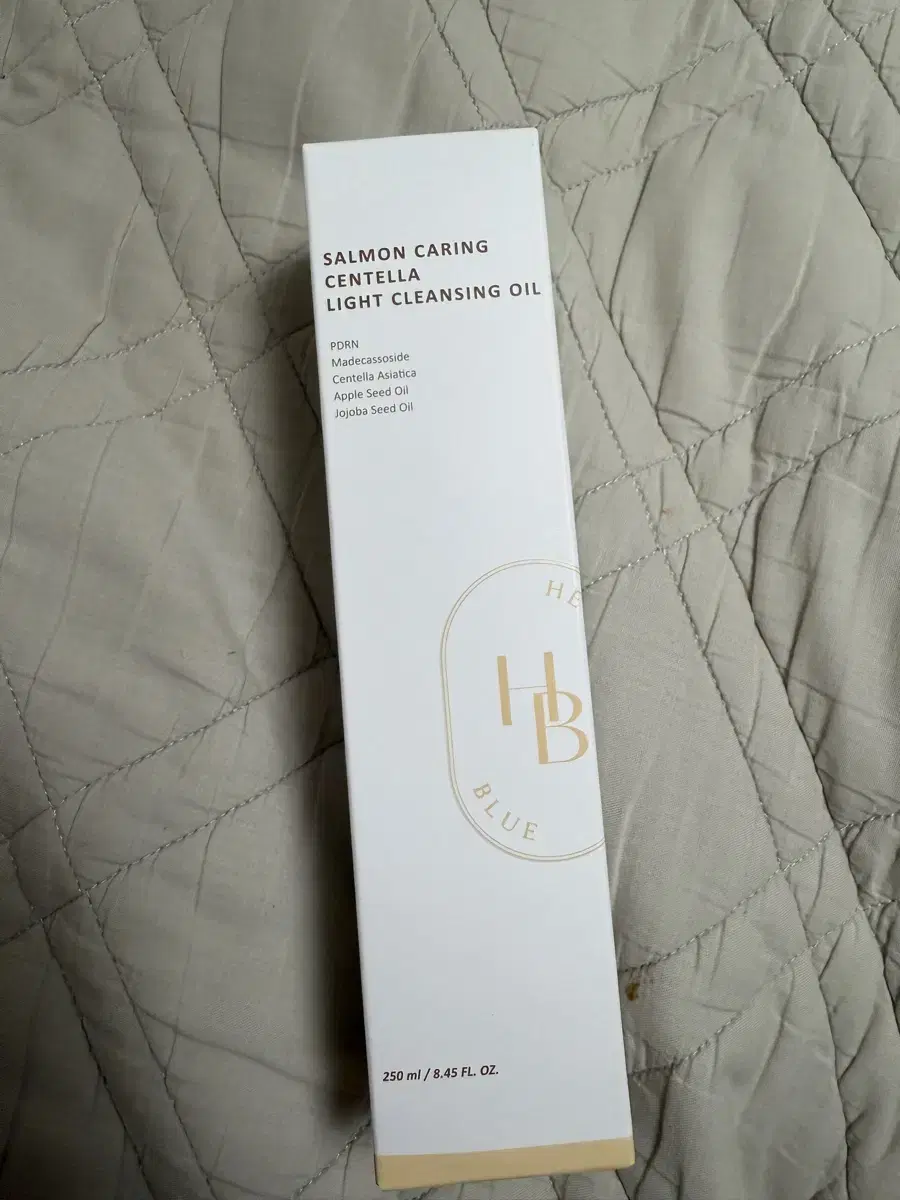 SALMON CARING
CENTELLA
LIGHT CLEANSING OIL
PDRN
Madecassoside
Centella Asiatica
Apple Seed Oil
Jojoba Seed Oil
HE
HB
BLUE
250 ml / 8.45 FL. OZ.